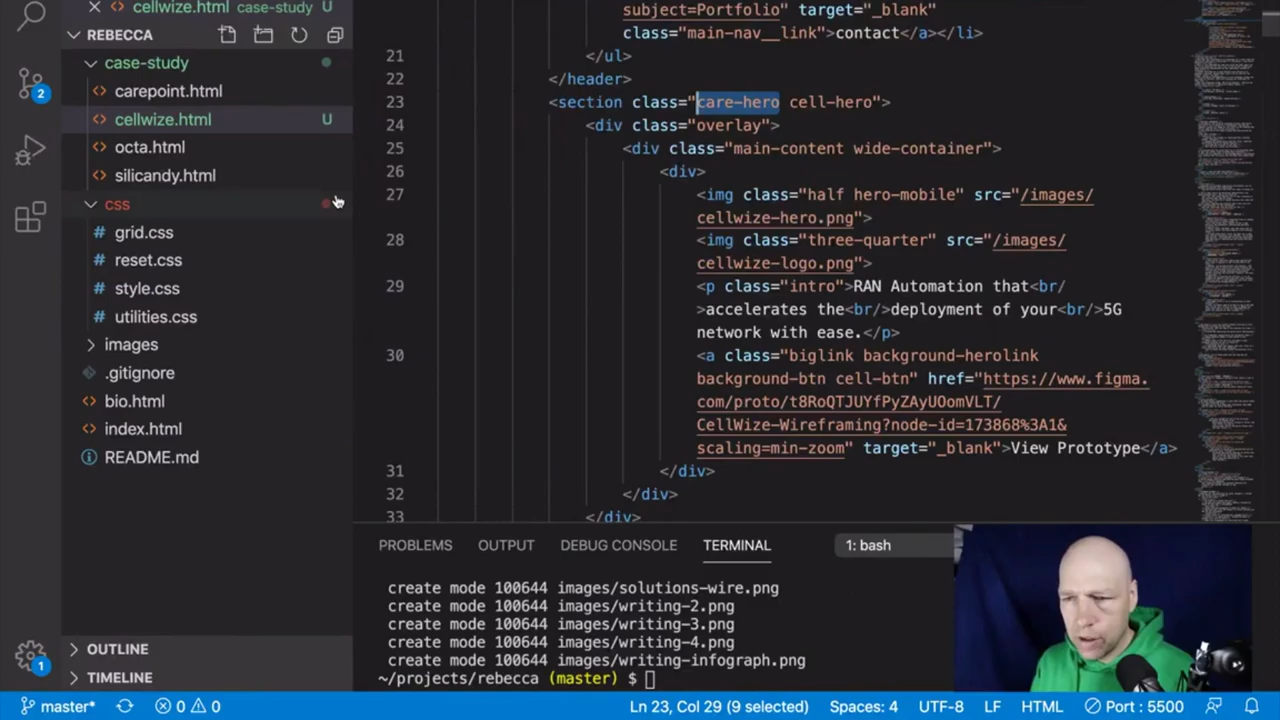 cellwize.html case-study U
REBECCA
case-study
carepoint.html
cellwize.html U
octa.html
silicandy.html
css
# grid.css
# reset.css
# style.css
# utilities.css
images
.gitignore
bio.html
index.html
README.md
OUTLINE
TIMELINE
2
1
subject=Portfolio" target="_blank"
class="main-nav__link">contact</a></li>
21 </ul>
22 </header>
23 <section class="care-hero cell-hero">
24 <div class="overlay">
25 <div class="main-content wide-container">
26 <div>
27 <img class="half hero-mobile" src="/images/
cellwize-hero.png">
28 <img class="three-quarter" src="/images/
cellwize-logo.png">
29 <p class="intro">RAN Automation that<br/
>accelerates the<br/>deployment of your<br/>5G
network with ease.</p>
30 <a class="biglink background-herolink
background-btn cell-btn" href="https://www.figma.
com/proto/t8RoQTJUYfPyZAyUOomVLT/
CellWize-Wireframing?node-id=173868%3A1&
scaling=min-zoom" target="_blank">View Prototype</a>
31 </div>
32 </div>
33 </div>
PROBLEMS OUTPUT DEBUG CONSOLE TERMINAL 1: bash
create mode 100644 images/solutions-wire.png
create mode 100644 images/writing-2.png
create mode 100644 images/writing-3.png
create mode 100644 images/writing-4.png
create mode 100644 images/writing-infograph.png
~/projects/rebecca (master) $
master* 0 0 Ln 23, Col 29 (9 selected) Spaces: 4 UTF-8 LF HTML Port : 5500